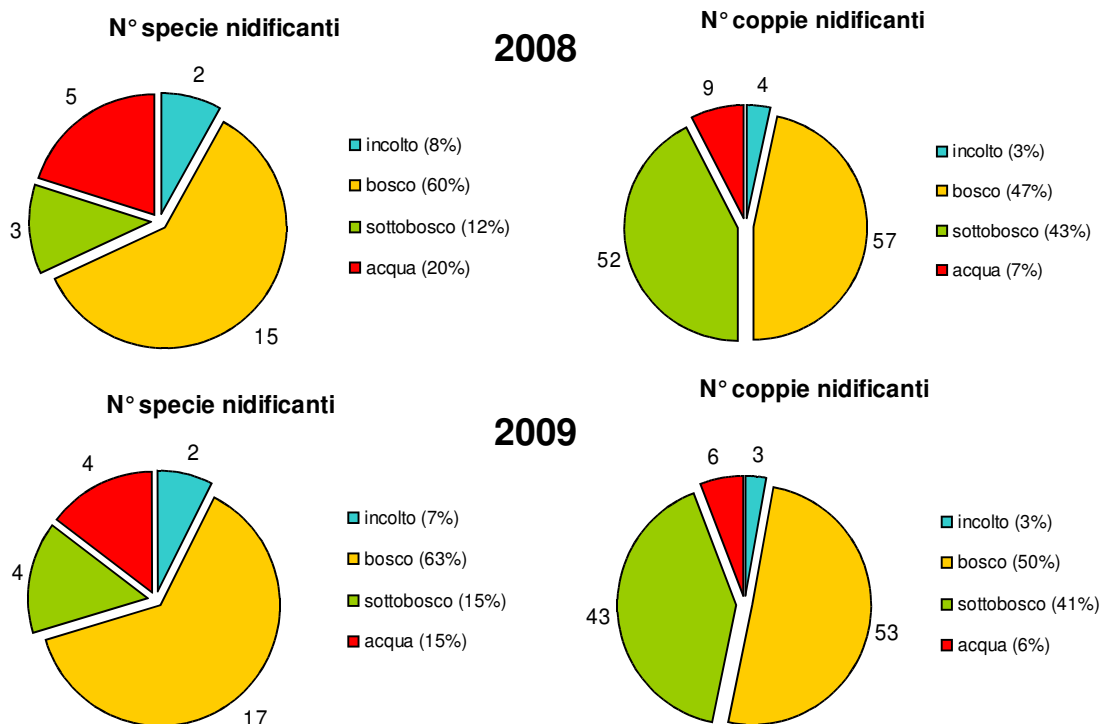 N° specie nidificanti
2
5
3
15
incolto (8%)
bosco (60%)
sottobosco (12%)
acqua (20%)
2008
N° coppie nidificanti
9
4
52
57
incolto (3%)
bosco (47%)
sottobosco (43%)
acqua (7%)
N° specie nidificanti
4
2
4
17
incolto (7%)
bosco (63%)
sottobosco (15%)
acqua (15%)
2009
N° coppie nidificanti
6
3
43
53
incolto (3%)
bosco (50%)
sottobosco (41%)
acqua (6%)